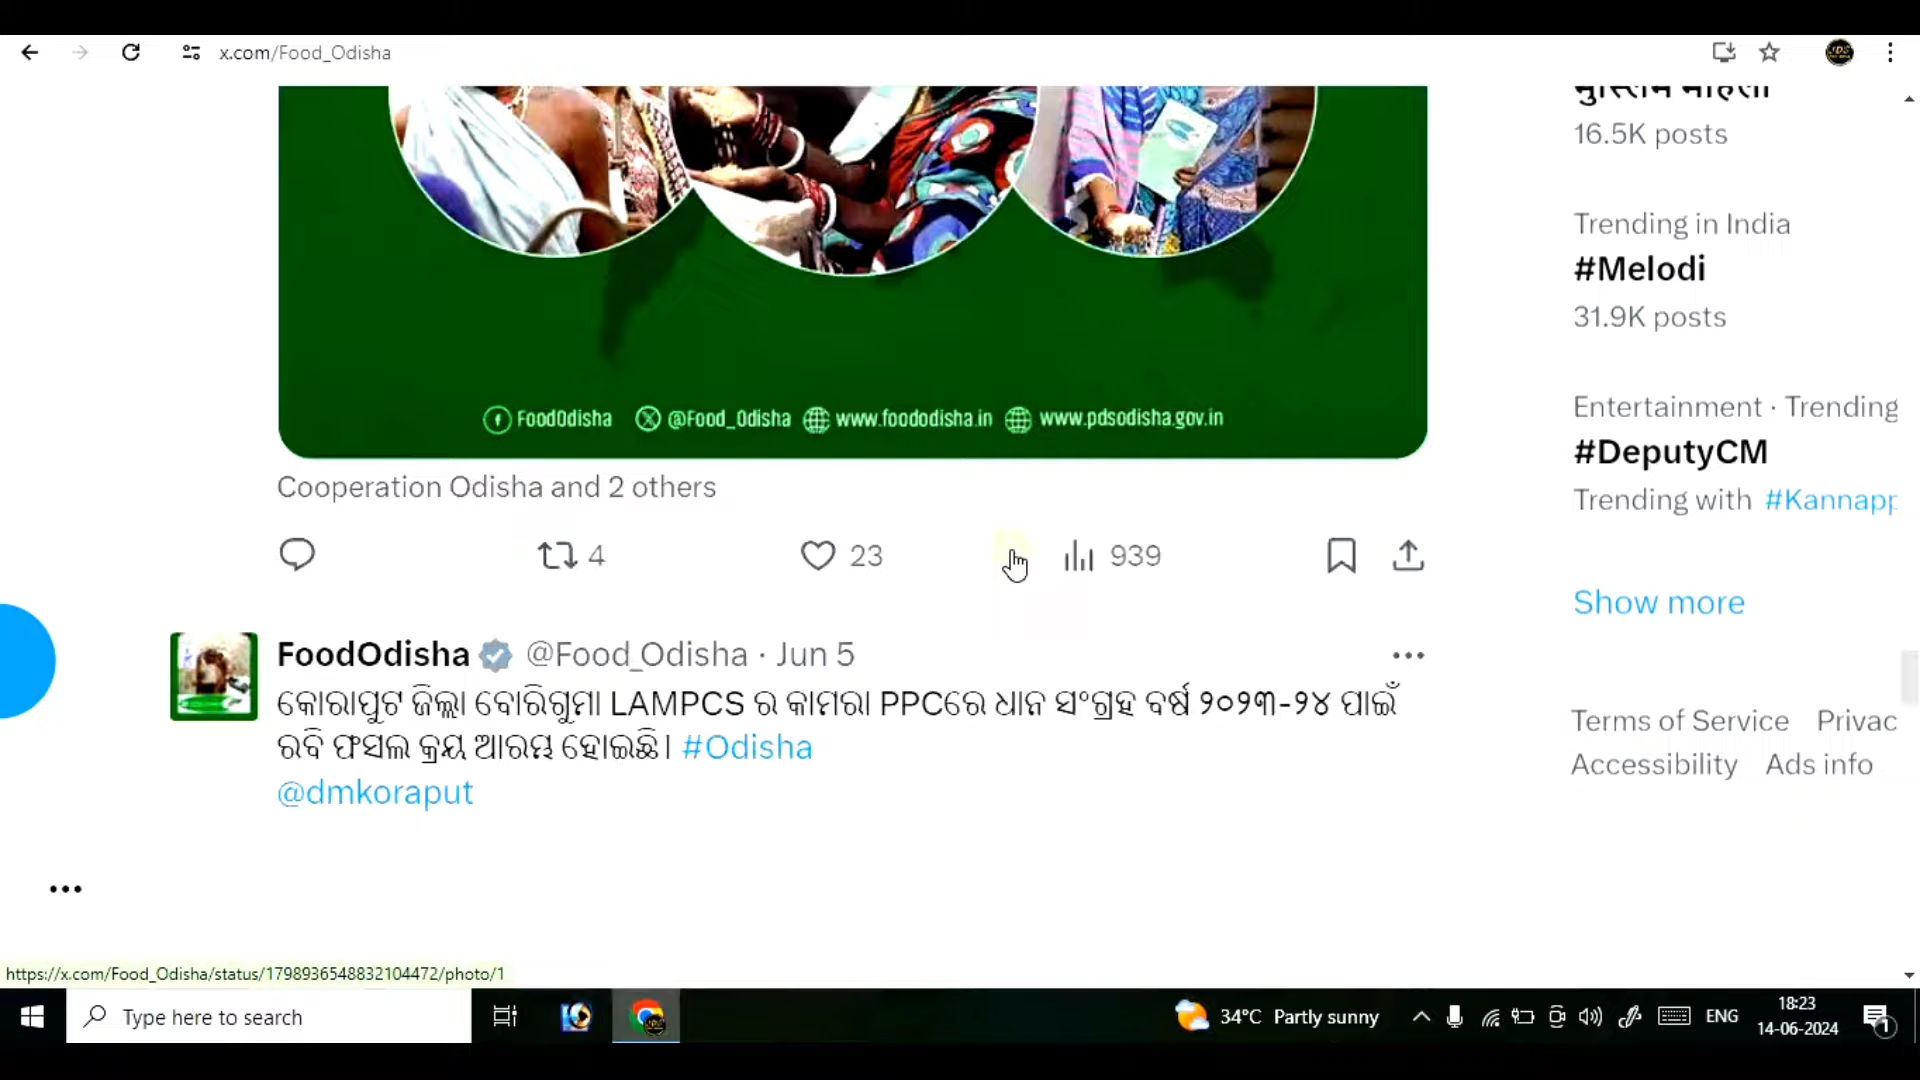 x.com/Food_Odisha
मुस्लिम महिला
16.5K posts
Trending in India
#Melodi
31.9K posts
Entertainment · Trending
#DeputyCM
Trending with #Kannapp
Show more
Terms of Service Privac
Accessibility Ads info
FoodOdisha @Food_Odisha www.foododisha.in www.pdsodisha.gov.in
Cooperation Odisha and 2 others
4 23 939
FoodOdisha @Food_Odisha · Jun 5
କୋରାପୁଟ ଜିଲ୍ଲା ବୋରିଗୁମା LAMPCS ର କାମରା PPCରେ ଧାନ ସଂଗ୍ରହ ବର୍ଷ ୨୦୨୩-୨୪ ପାଇଁ
ରବି ଫସଲ କ୍ରୟ ଆରମ୍ଭ ହୋଇଛି। #Odisha
@dmkoraput
https://x.com/Food_Odisha/status/1798936548832104472/photo/1
Type here to search
34°C Partly sunny
ENG
18:23
14-06-2024
1